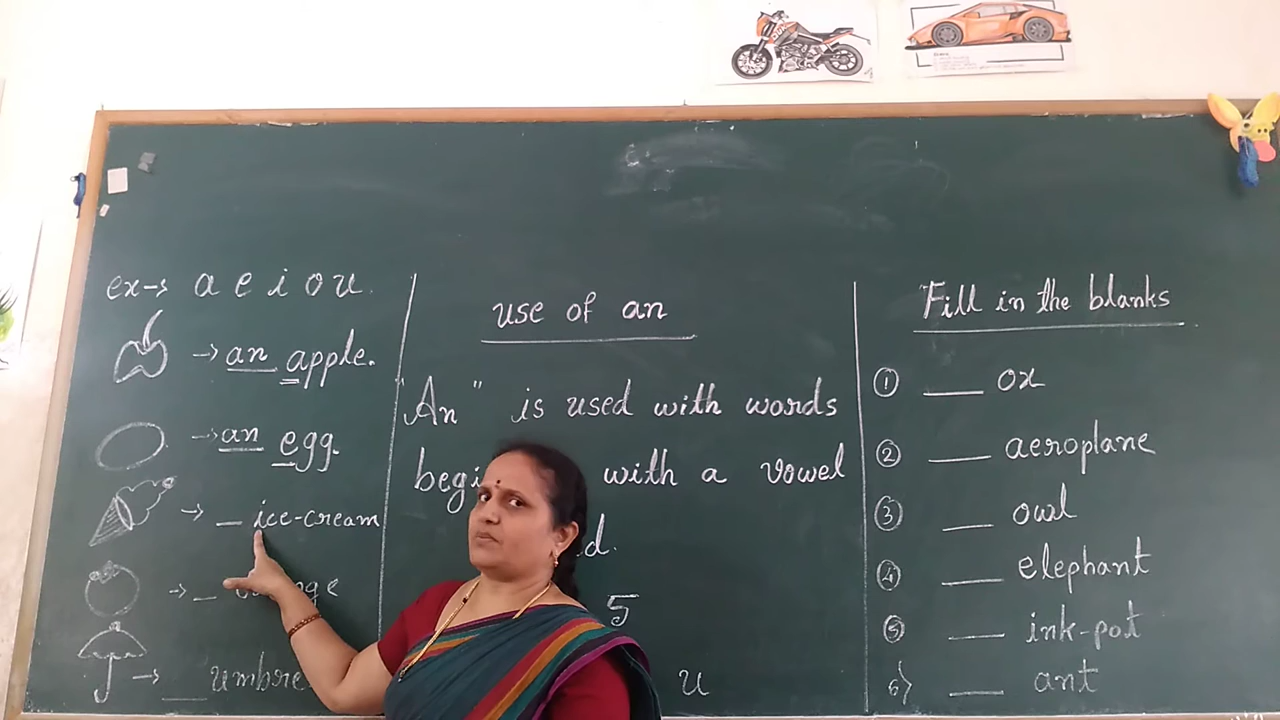 ex→ a e i o u.
→ an apple.
→ an egg.
→ _ ice-cream
→ _
→ __
use of an
"An" is used with words
with a vowel
5
u
Fill in the blanks
① ___ ox
② ___ aeroplane
③ ___ owl
④ ___ elephant
⑤ ___ ink-pot
6) ___ ant